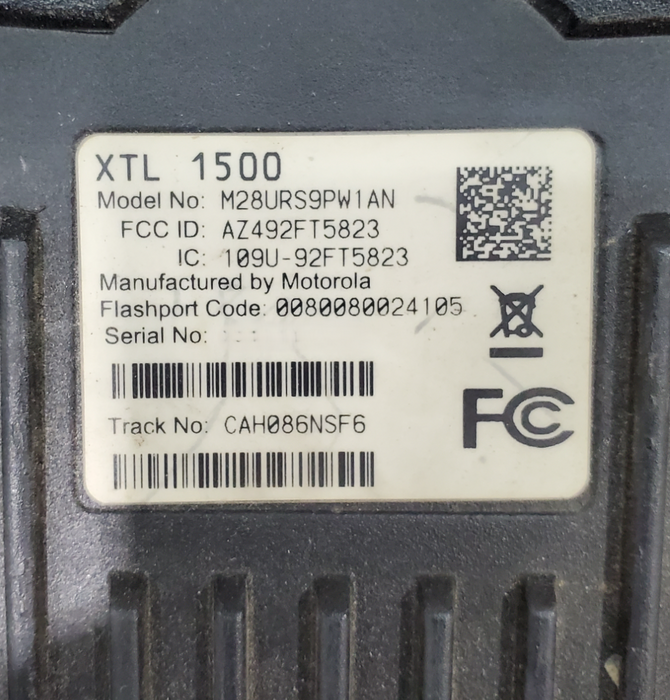 XTL 1500
Model No: M28URS9PW1AN
FCC ID: AZ492FT5823
IC: 109U-92FT5823
Manufactured by Motorola
Flashport Code: 0080080024105
Serial No:
Track No: CAH086NSF6
FC